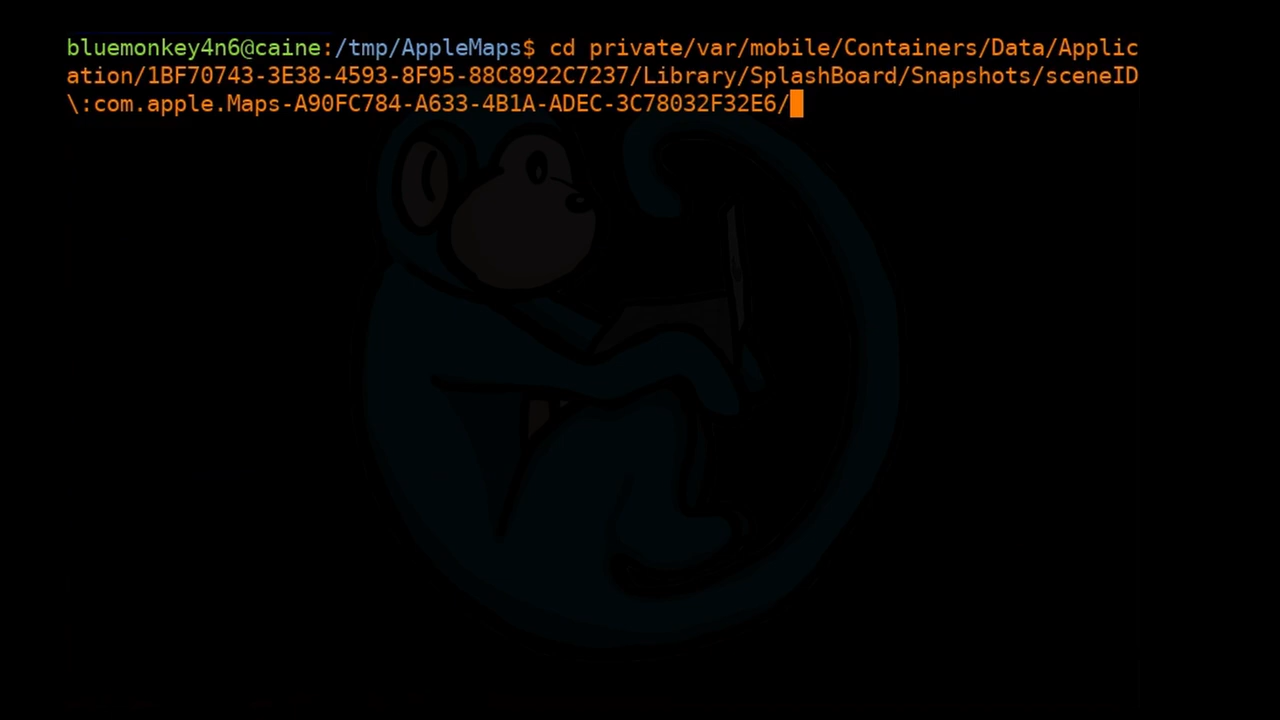 bluemonkey4n6@caine:/tmp/AppleMaps$ cd private/var/mobile/Containers/Data/Applic
ation/1BF70743-3E38-4593-8F95-88C8922C7237/Library/SplashBoard/Snapshots/sceneID
\:com.apple.Maps-A90FC784-A633-4B1A-ADEC-3C78032F32E6/